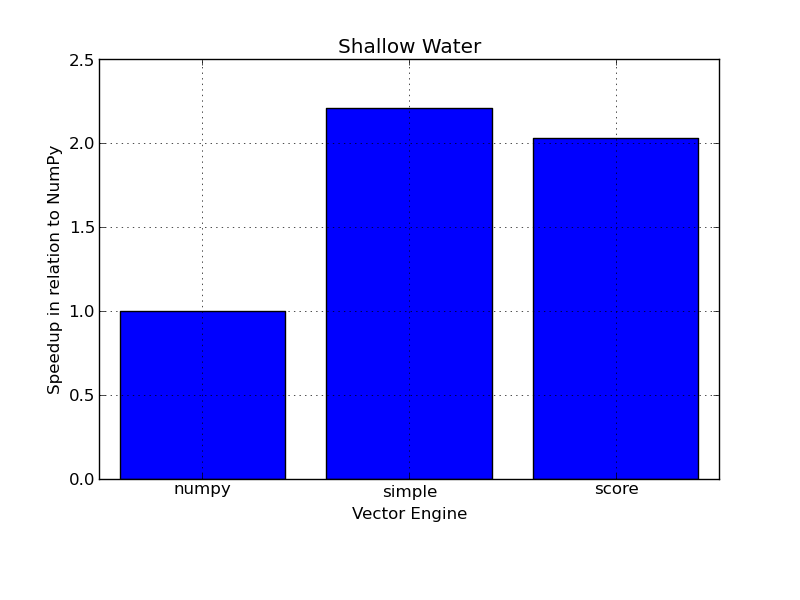 Shallow Water
2.5
2.0
1.5
1.0
0.5
0.0
Speedup in relation to NumPy
numpy simple score
Vector Engine